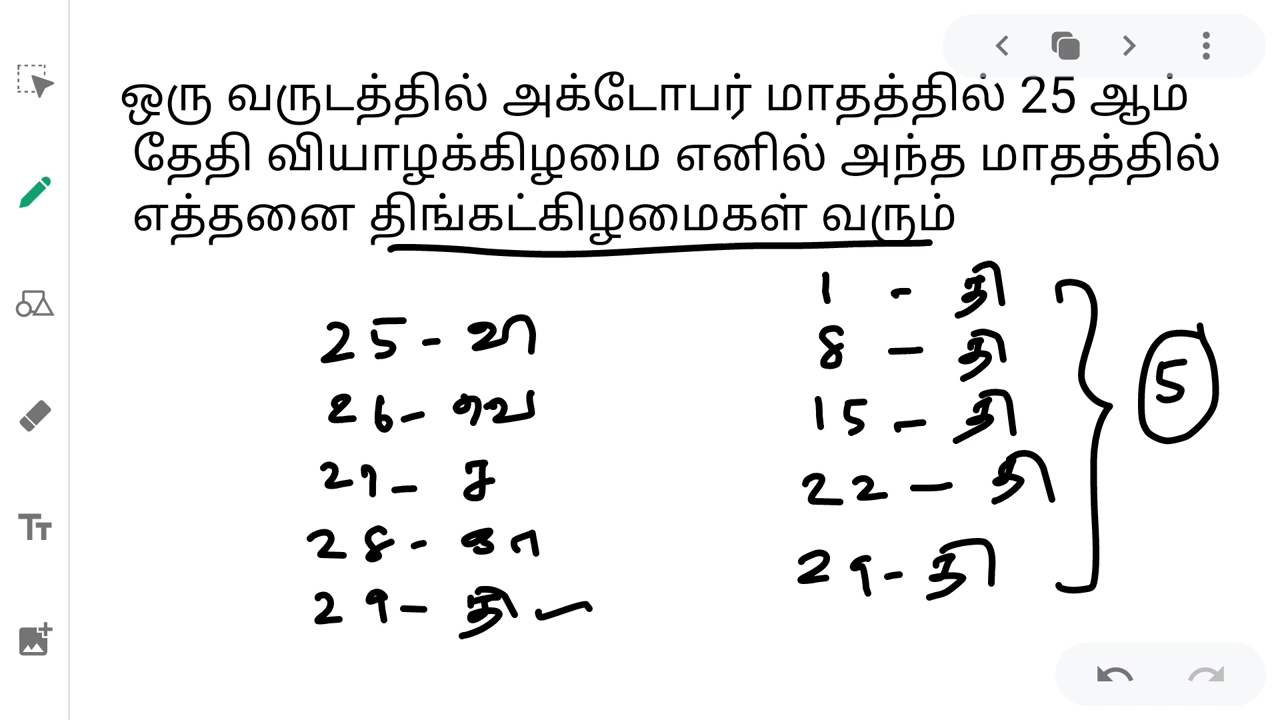 ஒரு வருடத்தில் அக்டோபர் மாதத்தில் 25 ஆம்
தேதி வியாழக்கிழமை எனில் அந்த மாதத்தில்
எத்தனை திங்கட்கிழமைகள் வரும்
25 - வி
26 - வெ
27 - ச
28 - ஞா
29 - தி
1 - தி
8 - தி
15 - தி
22 - தி
29 - தி
5
Tт